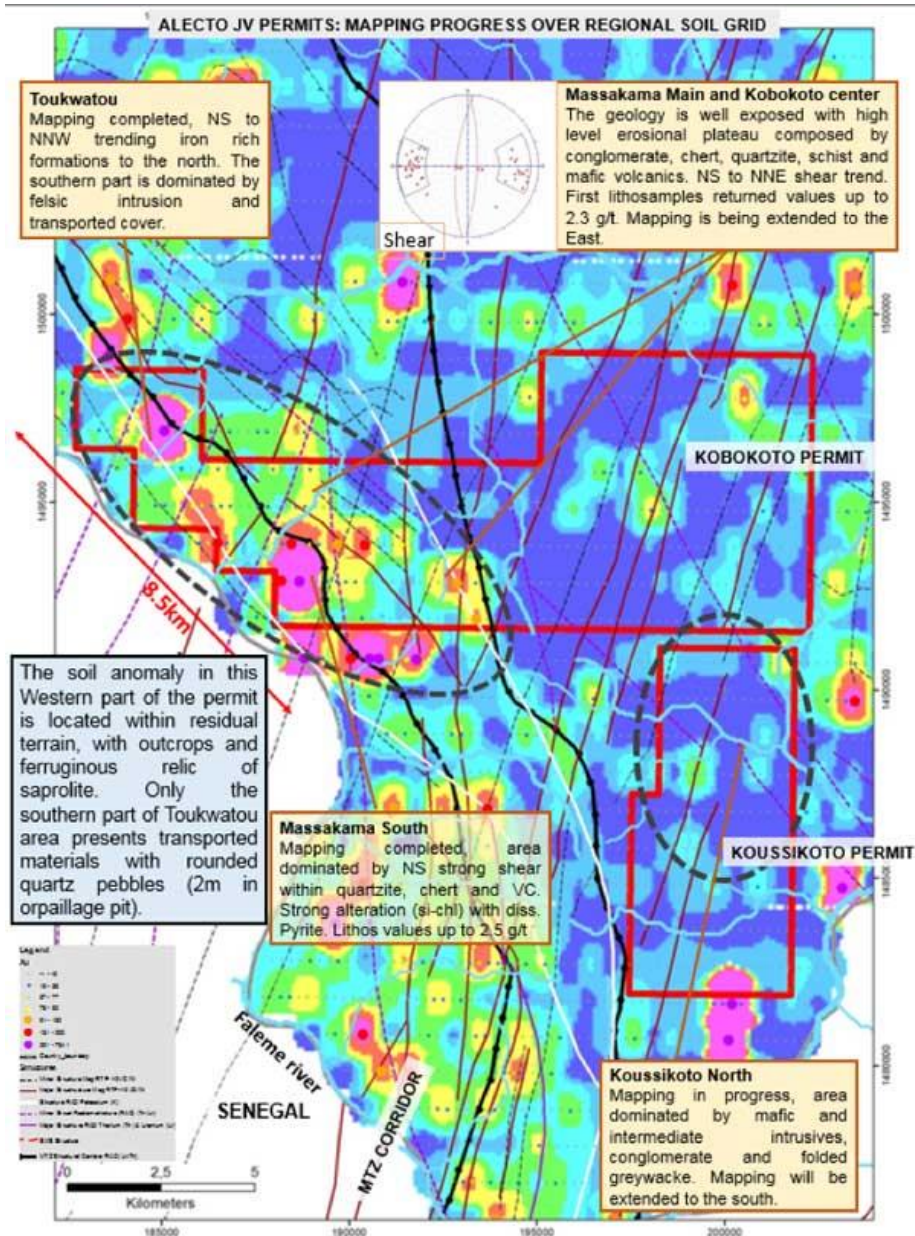 ALECTO JV PERMITS: MAPPING PROGRESS OVER REGIONAL SOIL GRID
Toukwatou
Mapping completed, NS to
NNW trending iron rich
formations to the north. The
southern part is dominated by
felsic intrusion and
transported cover.
Shear
Massakama Main and Kobokoto center
The geology is well exposed with high
level erosional plateau composed by
conglomerate, chert, quartzite, schist and
mafic volcanics. NS to NNE shear trend.
First lithosamples returned values up to
2.3 g/t. Mapping is being extended to the
East.
1500000
1500000
KOBOKOTO PERMIT
1495000
1495000
8.5km
The soil anomaly in this
Western part of the permit
is located within residual
terrain, with outcrops and
ferruginous relic of
saprolite. Only the
southern part of Toukwatou
area presents transported
materials with rounded
quartz pebbles (2m in
orpaillage pit).
1490000
Massakama South
Mapping completed, area
dominated by NS strong shear
within quartzite, chert and VC.
Strong alteration (si-chl) with diss.
Pyrite. Lithos values up to 2.5 g/t
KOUSSIKOTO PERMIT
Legend
Au
Structures
Faleme river
SENEGAL
MTZ CORRIDOR
1480000
Koussikoto North
Mapping in progress, area
dominated by mafic and
intermediate intrusives,
conglomerate and folded
greywacke. Mapping will be
extended to the south.
0 2.5 5
Kilometers
185000 190000 195000 200000